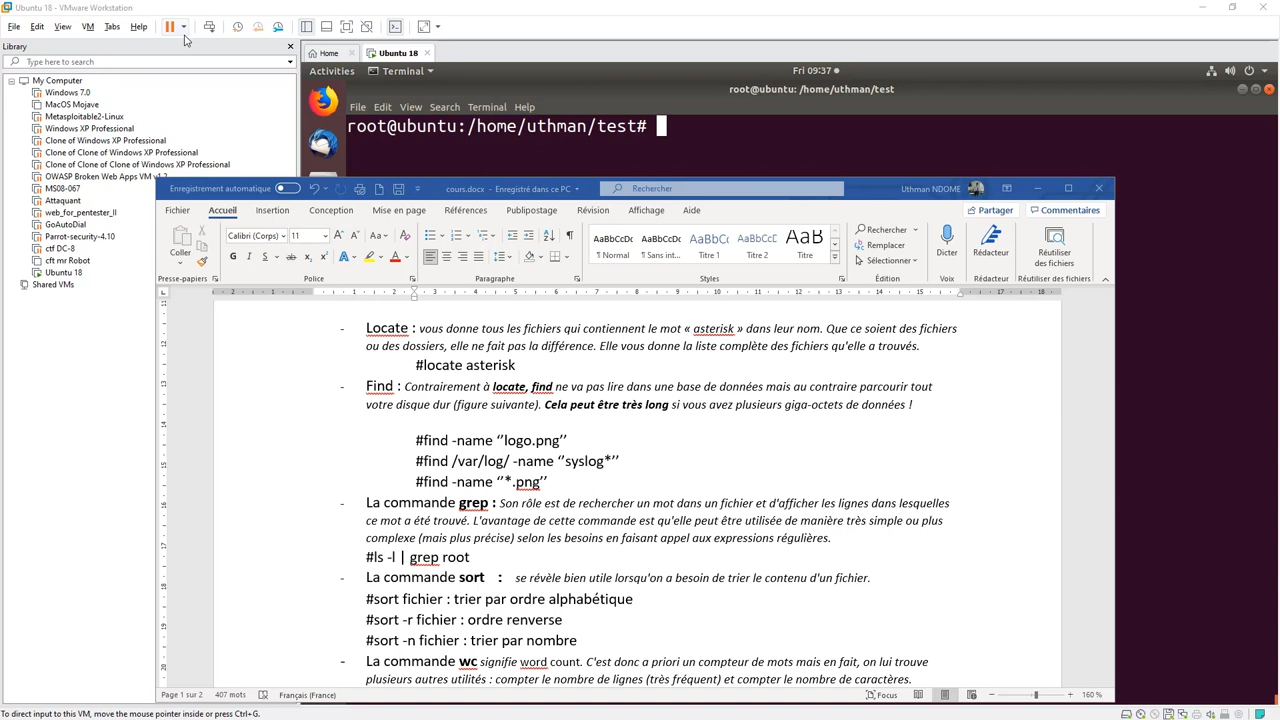 Ubuntu 18 - VMware Workstation
File Edit View VM Tabs Help
Library
Type here to search
My Computer
Windows 7.0
MacOS Mojave
Metasploitable2-Linux
Windows XP Professional
Clone of Windows XP Professional
Clone of Clone of Windows XP Professional
Clone of Clone of Clone of Windows XP Professional
OWASP Broken Web Apps VM v1.2
MS08-067
Attaquant
web_for_pentester_II
GoAutoDial
Parrot-security-4.10
ctf DC-8
cft mr Robot
Ubuntu 18
Shared VMs
Home Ubuntu 18
Activities Terminal Fri 09:37
root@ubuntu: /home/uthman/test
File Edit View Search Terminal Help
root@ubuntu:/home/uthman/test#
Enregistrement automatique cours.docx - Enregistré dans ce PC Rechercher Uthman NDOME
Fichier Accueil Insertion Conception Mise en page Références Publipostage Révision Affichage Aide Partager Commentaires
Coller
Calibri (Corps) 11
AaBbCcDc AaBbCcDc AaBbC AaBbCcD AaB
¶ Normal ¶ Sans int... Titre 1 Titre 2 Titre
Rechercher
Remplacer
Sélectionner
Dicter
Rédacteur
Réutiliser des fichiers
Presse-papiers Police Paragraphe Styles Édition Voix Rédacteur Réutiliser des fichiers
- Locate : vous donne tous les fichiers qui contiennent le mot « asterisk » dans leur nom. Que ce soient des fichiers
ou des dossiers, elle ne fait pas la différence. Elle vous donne la liste complète des fichiers qu'elle a trouvés.
#locate asterisk
- Find : Contrairement à locate, find ne va pas lire dans une base de données mais au contraire parcourir tout
votre disque dur (figure suivante). Cela peut être très long si vous avez plusieurs giga-octets de données !
#find -name ‘’logo.png’’
#find /var/log/ -name ‘’syslog*’’
#find -name ‘’*.png’’
- La commande grep : Son rôle est de rechercher un mot dans un fichier et d'afficher les lignes dans lesquelles
ce mot a été trouvé. L'avantage de cette commande est qu'elle peut être utilisée de manière très simple ou plus
complexe (mais plus précise) selon les besoins en faisant appel aux expressions régulières.
#ls -l | grep root
- La commande sort : se révèle bien utile lorsqu'on a besoin de trier le contenu d'un fichier.
#sort fichier : trier par ordre alphabétique
#sort -r fichier : ordre renverse
#sort -n fichier : trier par nombre
- La commande wc signifie word count. C'est donc a priori un compteur de mots mais en fait, on lui trouve
plusieurs autres utilités : compter le nombre de lignes (très fréquent) et compter le nombre de caractères.
Page 1 sur 2 407 mots Français (France) Focus 160 %
To direct input to this VM, move the mouse pointer inside or press Ctrl+G.